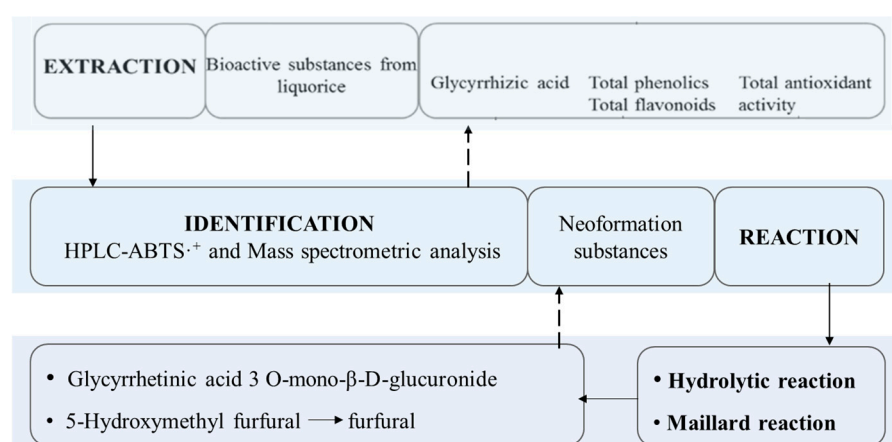 EXTRACTION
Bioactive substances from
liquorice
Glycyrrhizic acid
Total phenolics
Total flavonoids
Total antioxidant
activity
IDENTIFICATION
HPLC-ABTS·⁺ and Mass spectrometric analysis
Neoformation
substances
REACTION
• Glycyrrhetinic acid 3 O-mono-β-D-glucuronide
• 5-Hydroxymethyl furfural → furfural
• Hydrolytic reaction
• Maillard reaction